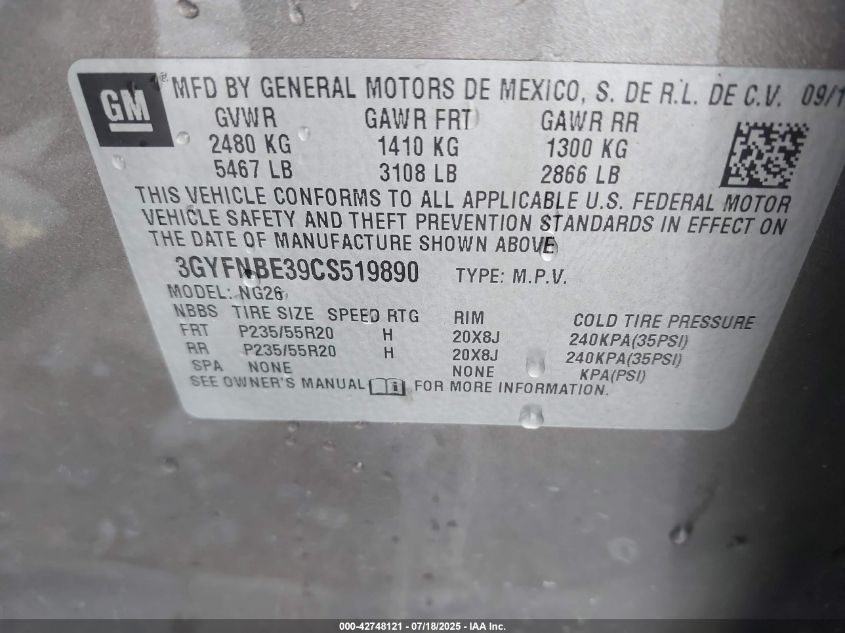 GM ® MFD BY GENERAL MOTORS DE MEXICO, S. DE R.L. DE C.V. 09/1
GVWR GAWR FRT GAWR RR
2480 KG 1410 KG 1300 KG
5467 LB 3108 LB 2866 LB
THIS VEHICLE CONFORMS TO ALL APPLICABLE U.S. FEDERAL MOTOR
VEHICLE SAFETY AND THEFT PREVENTION STANDARDS IN EFFECT ON
THE DATE OF MANUFACTURE SHOWN ABOVE.
3GYFNBE39CS519890 TYPE: M.P.V.
MODEL: NG26
NBBS TIRE SIZE SPEED RTG RIM COLD TIRE PRESSURE
FRT P235/55R20 H 20X8J 240KPA(35PSI)
RR P235/55R20 H 20X8J 240KPA(35PSI)
SPA NONE NONE KPA(PSI)
SEE OWNER'S MANUAL FOR MORE INFORMATION.
000-42748121 - 07/18/2025 - IAA Inc.